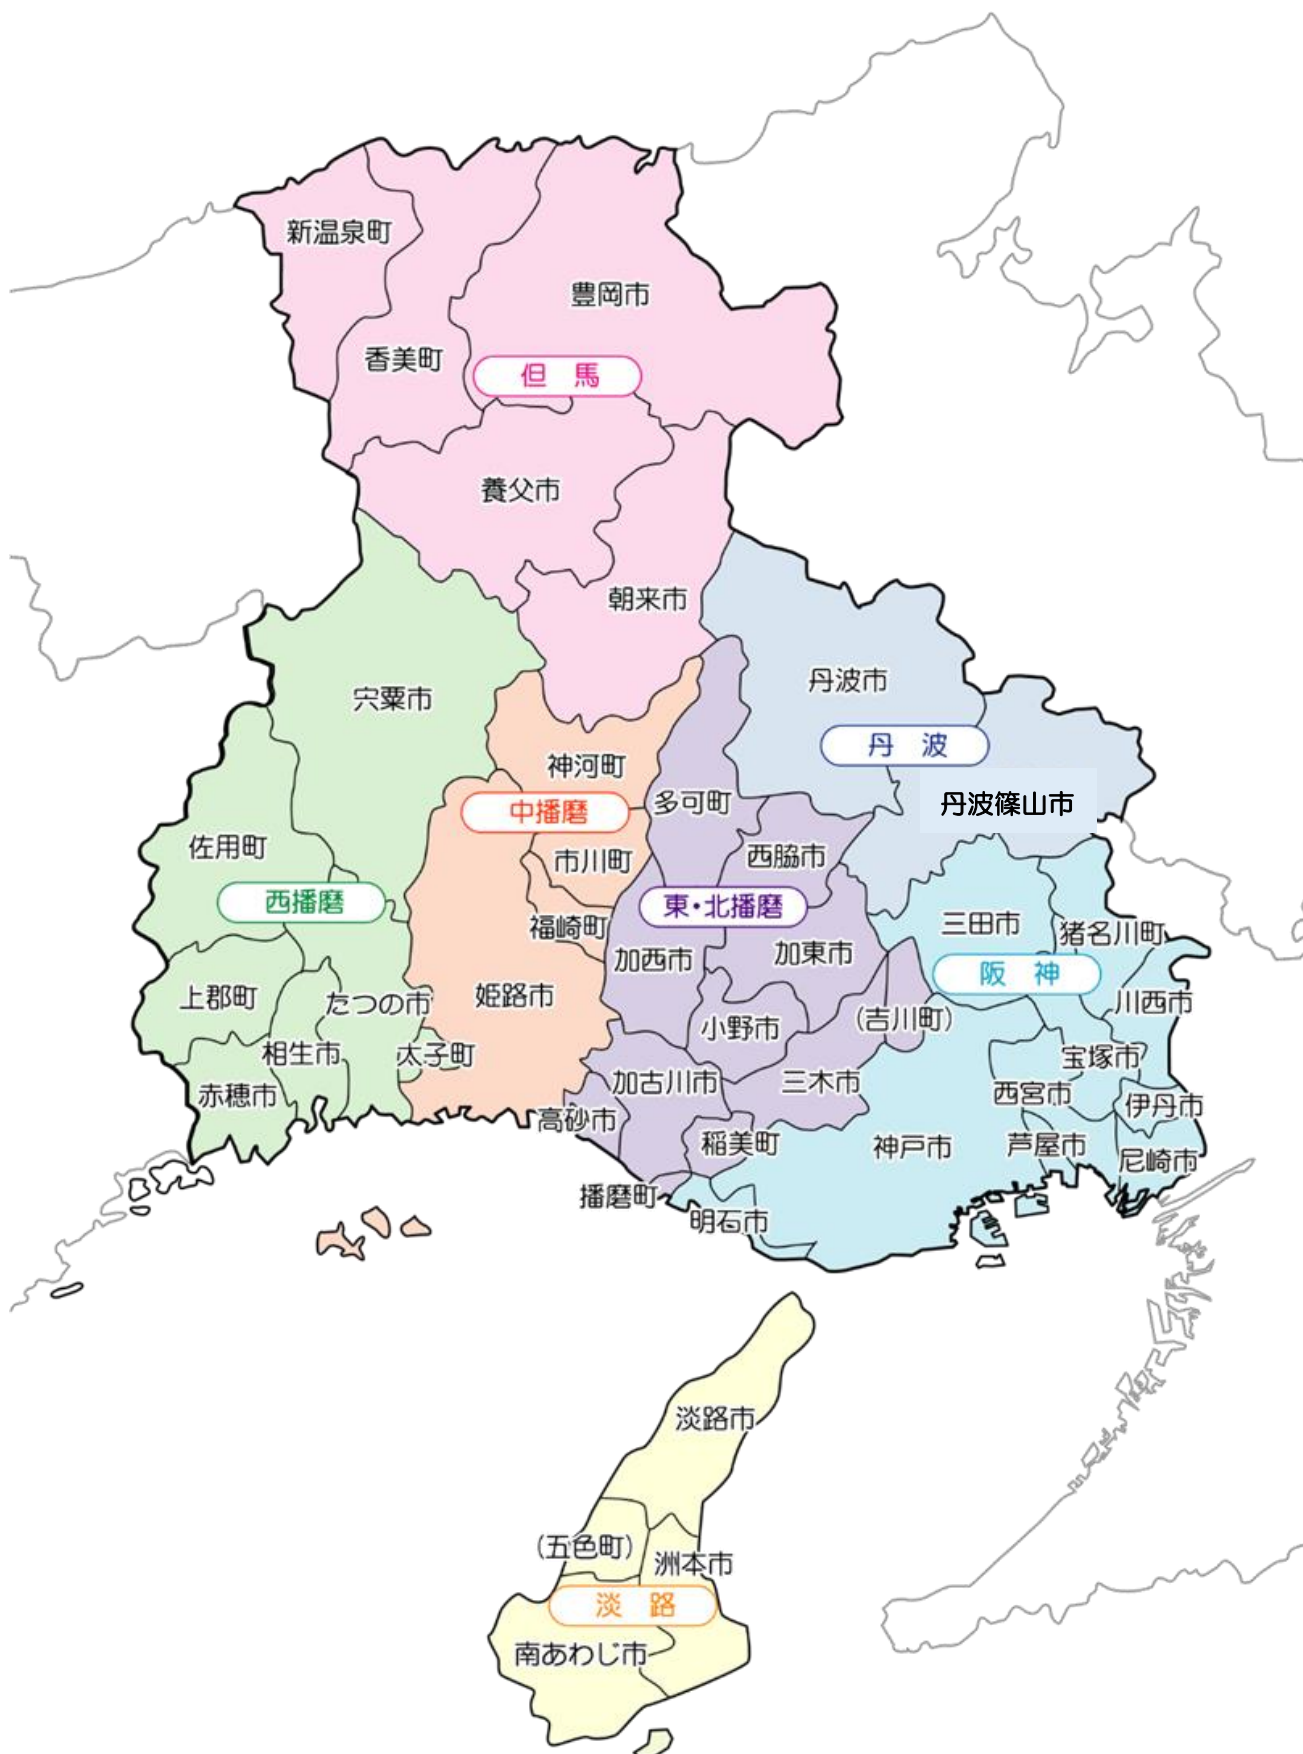 新温泉町
豊岡市
香美町
但 馬
養父市
朝来市
丹波市
宍粟市
丹 波
神河町
多可町
丹波篠山市
中播磨
佐用町
市川町
西脇市
西播磨
東・北播磨
福崎町
三田市
猪名川町
加西市
加東市
阪 神
上郡町
たつの市
姫路市
川西市
小野市
(吉川町)
相生市
太子町
宝塚市
赤穂市
加古川市
三木市
西宮市
伊丹市
高砂市
稲美町
神戸市
芦屋市
尼崎市
播磨町
明石市
淡路市
(五色町)
洲本市
淡 路
南あわじ市